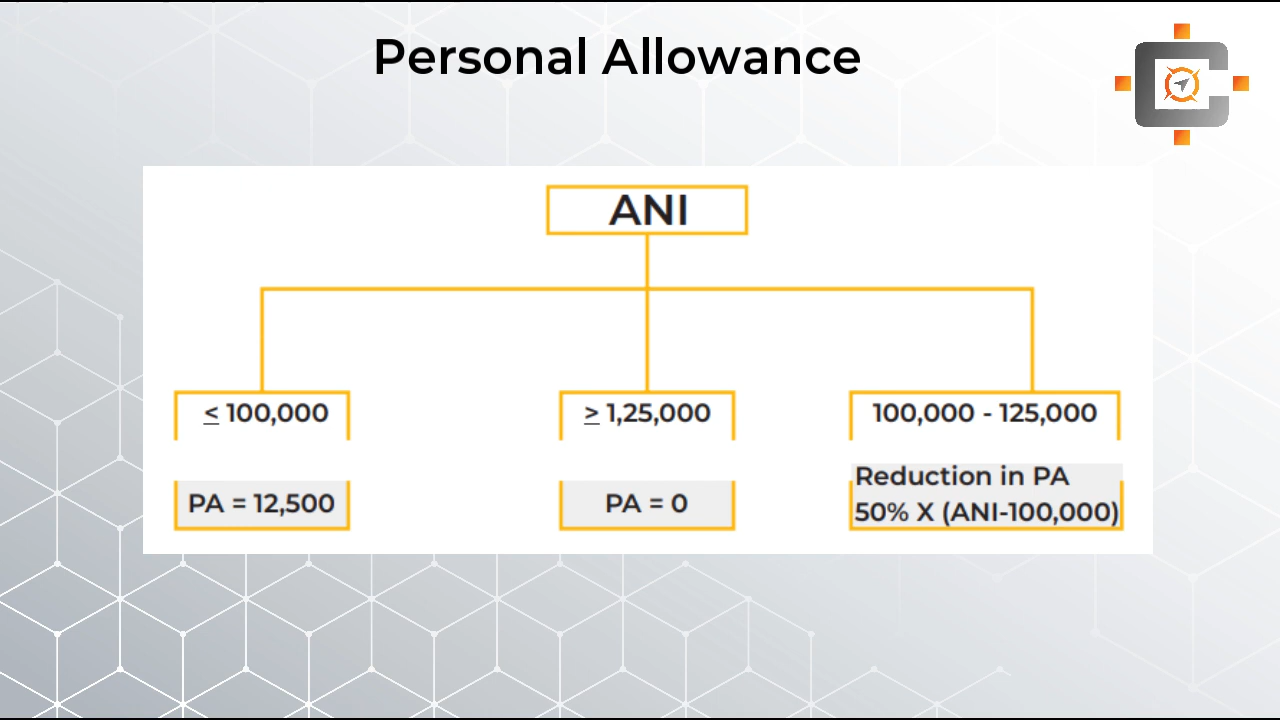 Personal Allowance
ANI
≤ 100,000
≥ 1,25,000
100,000 - 125,000
PA = 12,500
PA = 0
Reduction in PA
50% X (ANI-100,000)